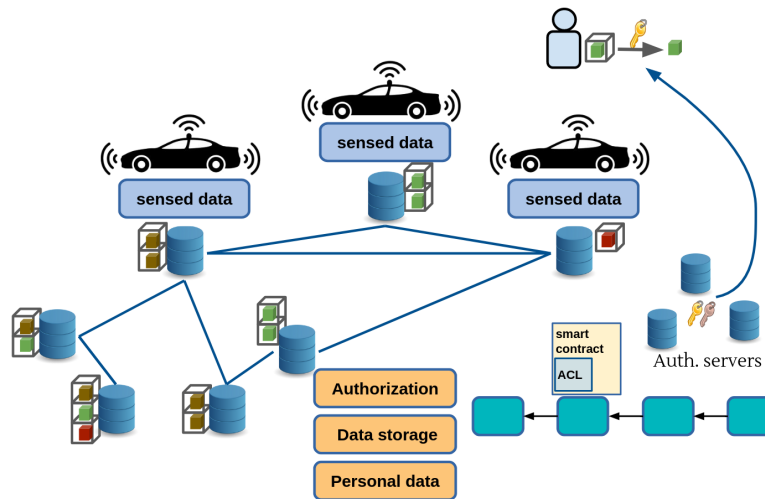 sensed data
sensed data
sensed data
smart
contract
ACL
Auth. servers
Authorization
Data storage
Personal data